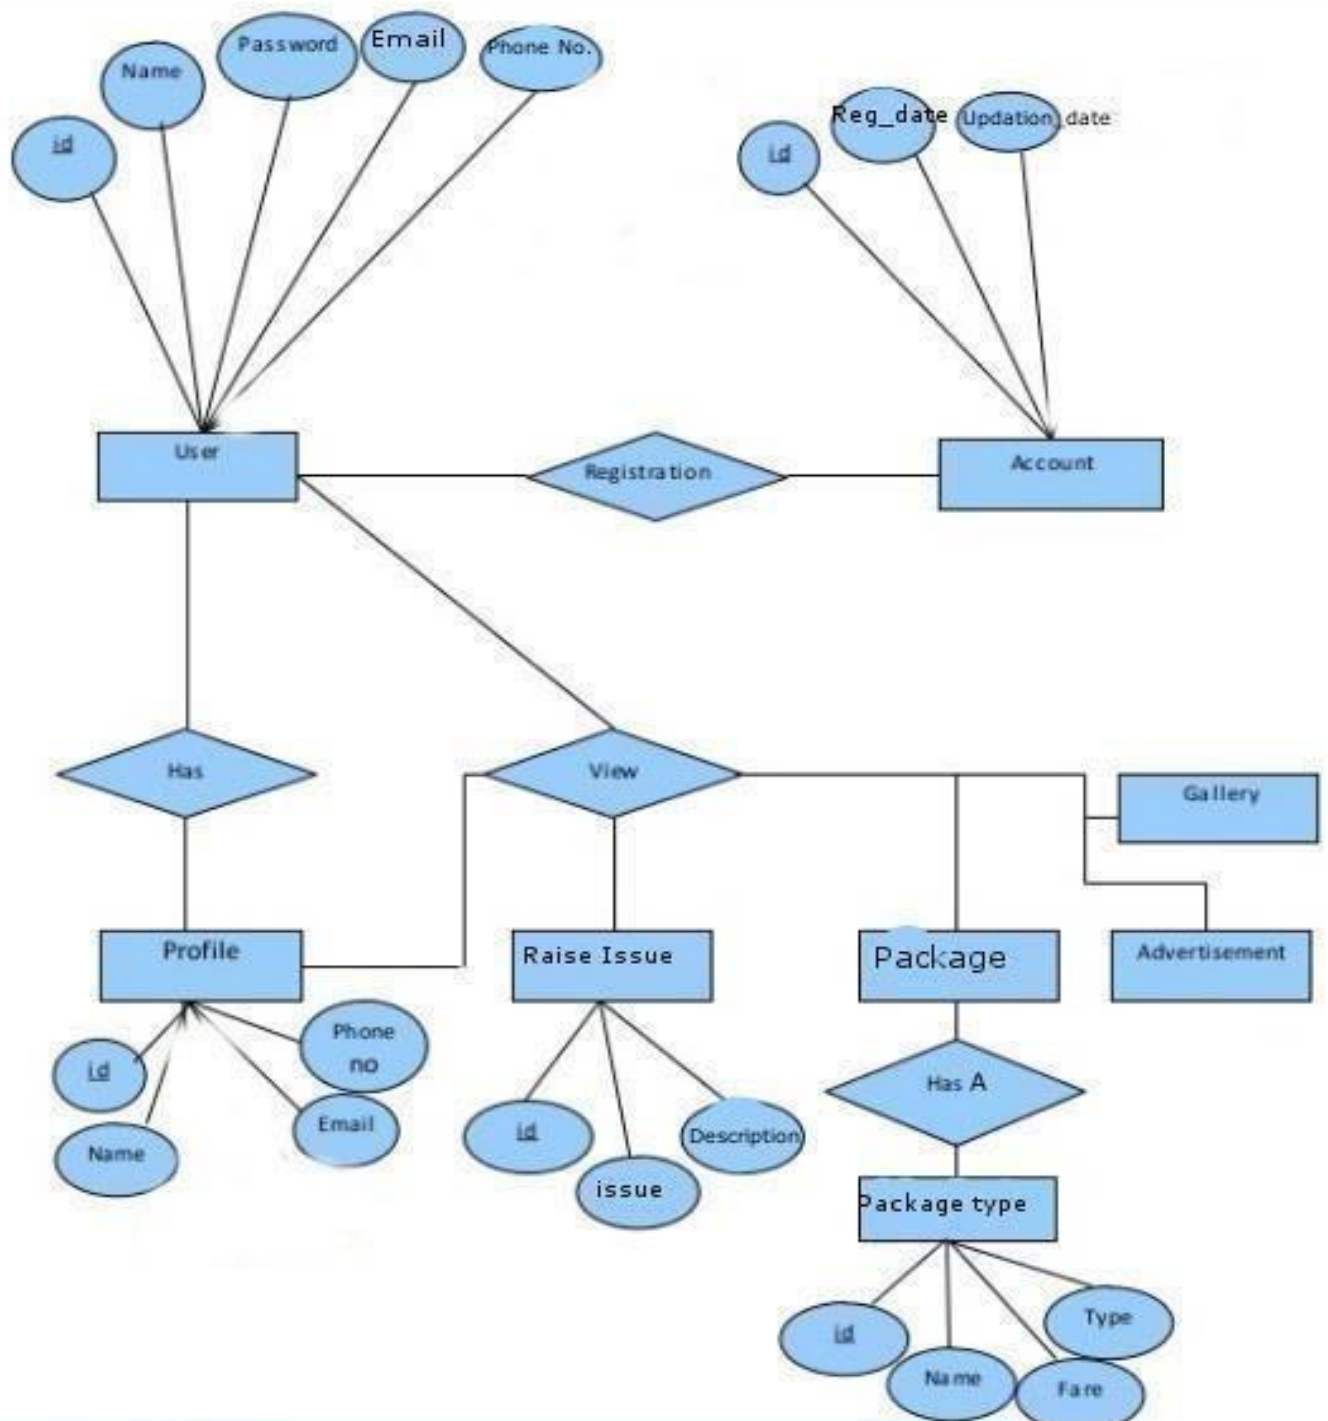 Name
Password
Email
Phone No.
id
Reg_date
Updation_date
id
User
Registration
Account
Has
View
Gallery
Profile
Raise Issue
Package
Advertisement
Phone
no
id
Name
Email
id
issue
Description
Has A
Package type
id
Name
Fare
Type